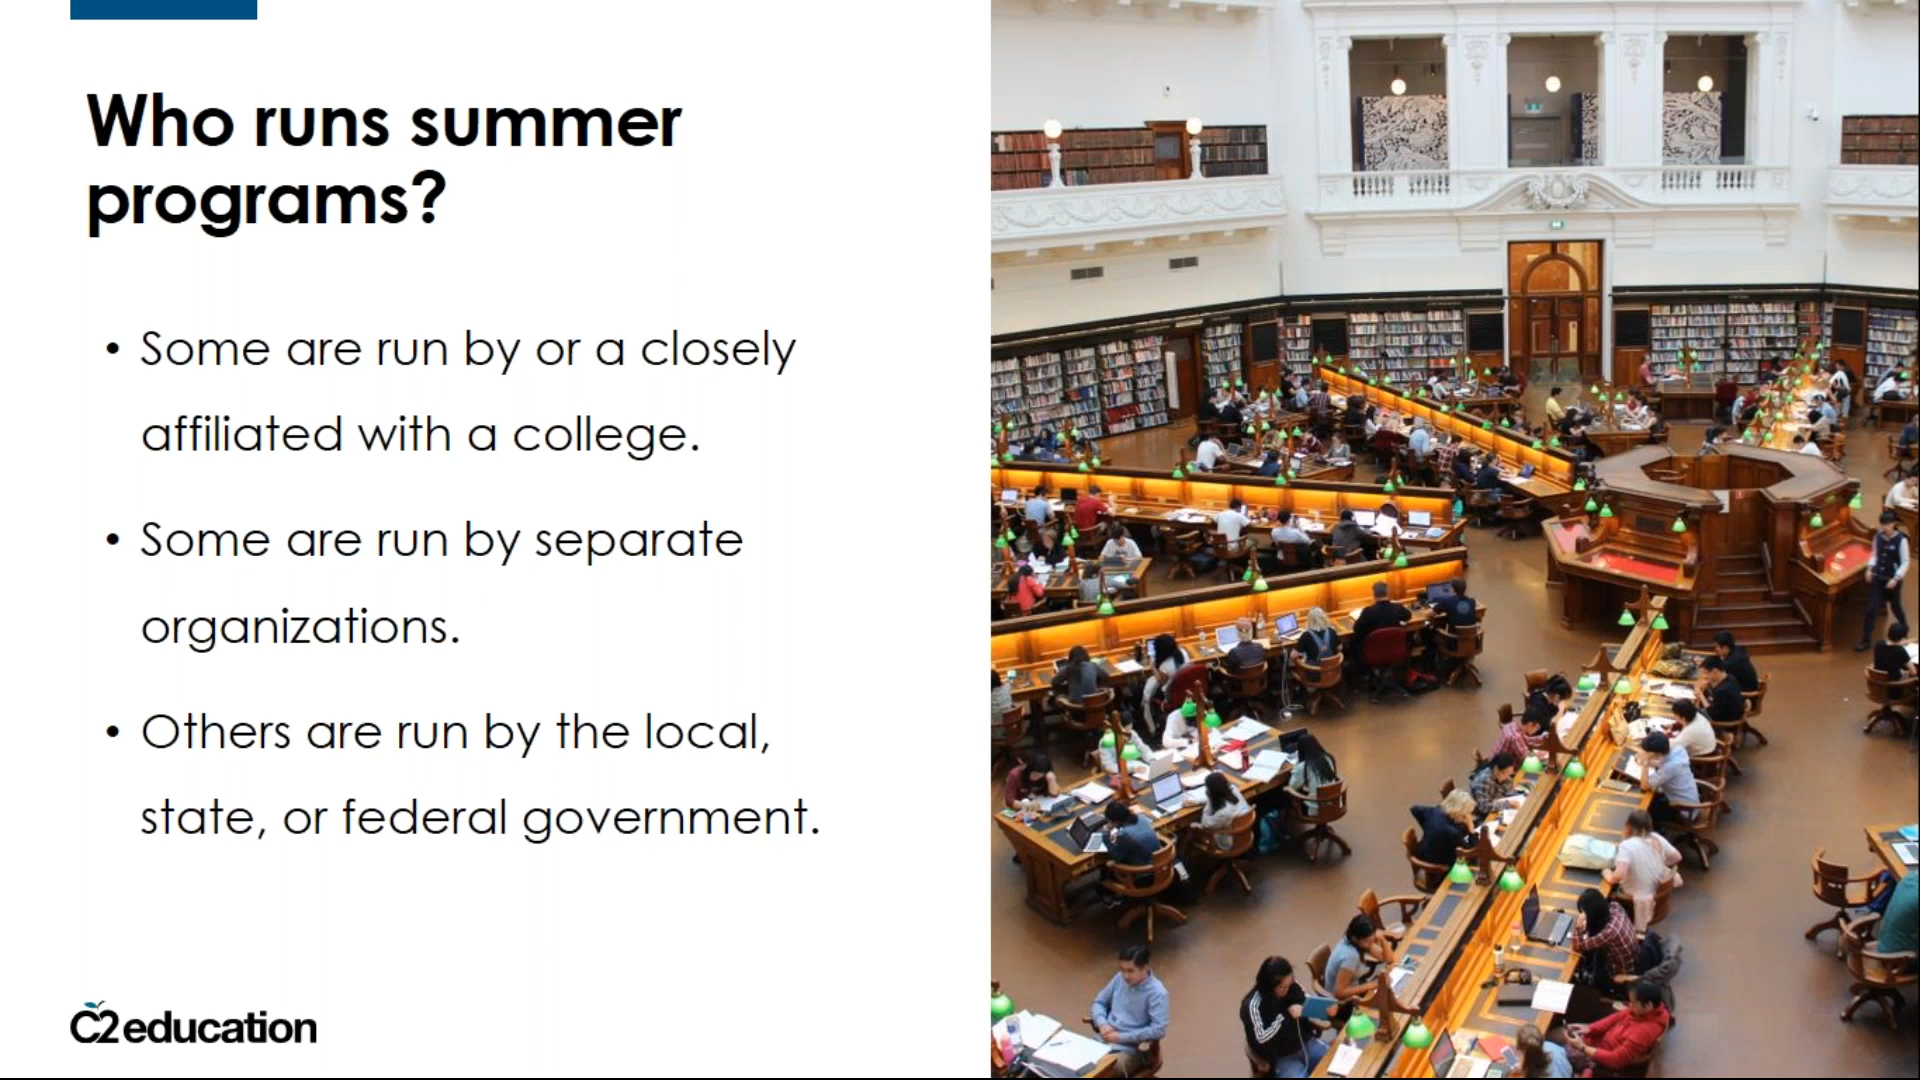 Who runs summer
programs?
• Some are run by or a closely
affiliated with a college.
• Some are run by separate
organizations.
• Others are run by the local,
state, or federal government.
C2education